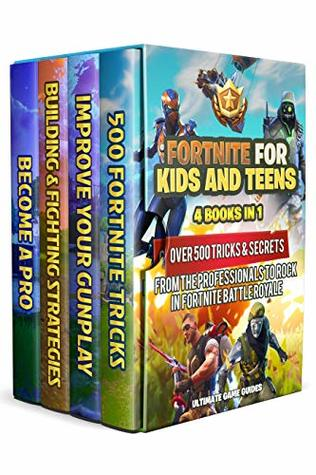 BECOME A PRO
BUILDING & FIGHTING STRATEGIES
IMPROVE YOUR GUNPLAY
500 FORTNITE TRICKS
FORTNITE FOR
KIDS AND TEENS
4 BOOKS IN 1
OVER 500 TRICKS & SECRETS
FROM THE PROFESSIONALS TO ROCK
IN FORTNITE BATTLE ROYALE
ULTIMATE GAME GUIDES